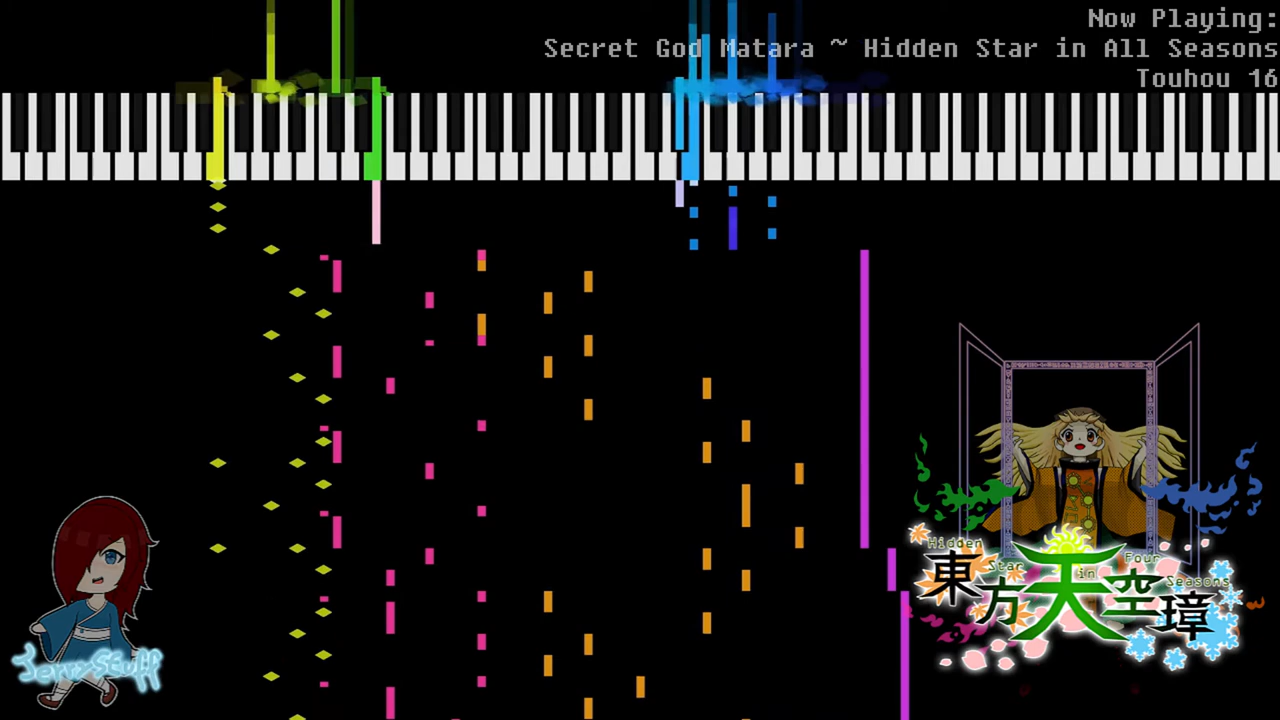 Now Playing:
Secret God Matara ~ Hidden Star in All Seasons
Touhou 16
Hidden
Star
in
Four
Seasons
東方天空璋
JerrySEuff